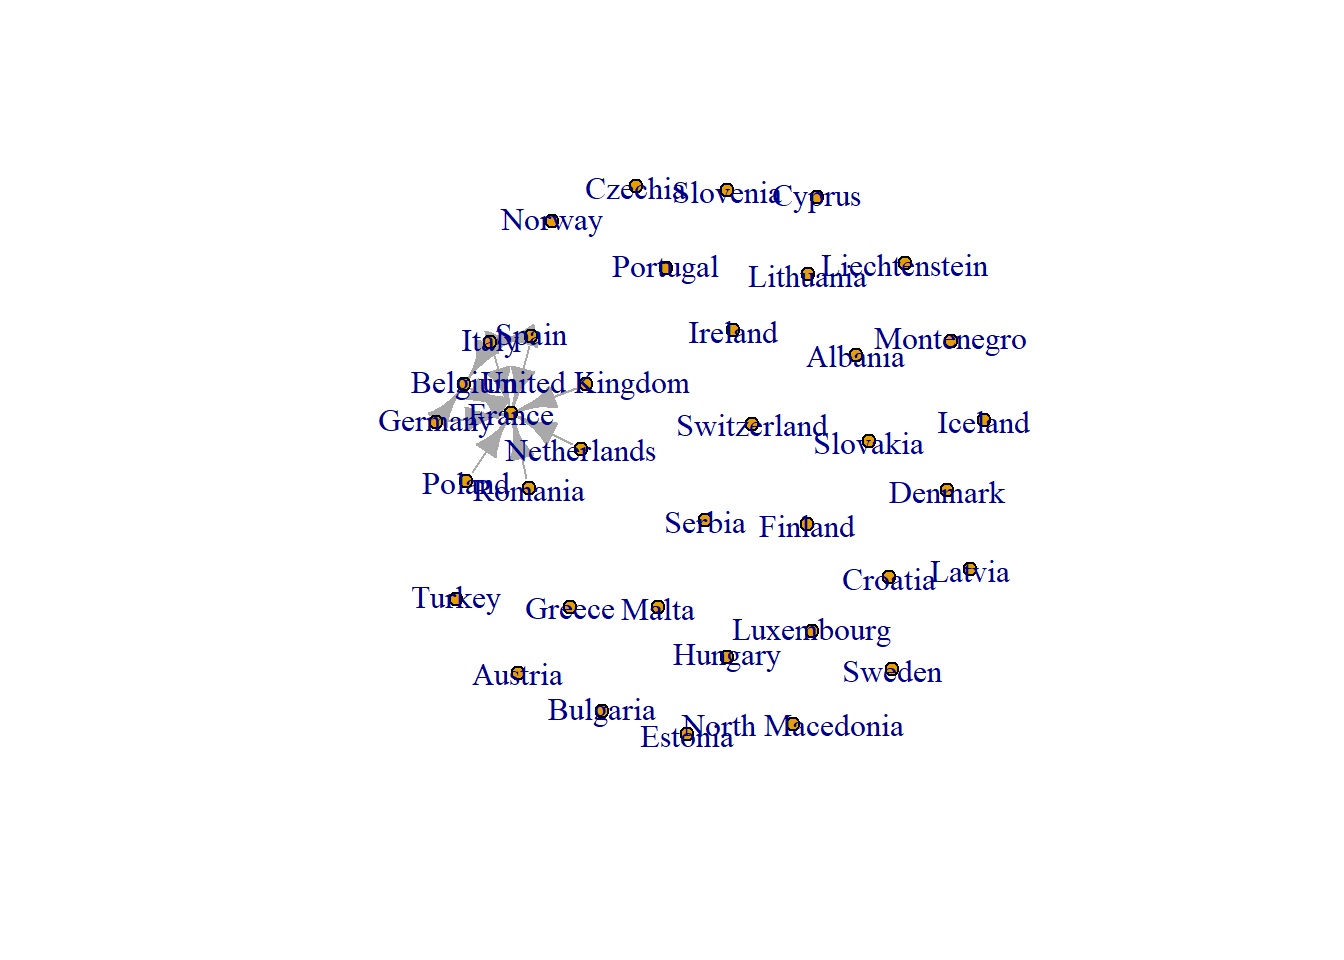 Czechia
Slovenia
Cyprus
Norway
Portugal
Lithuania
Liechtenstein
Italy
Spain
Ireland
Albania
Montenegro
Belgium
United Kingdom
Germany
France
Switzerland
Iceland
Netherlands
Slovakia
Poland
Romania
Denmark
Serbia
Finland
Croatia
Latvia
Turkey
Greece
Malta
Luxembourg
Hungary
Austria
Sweden
Bulgaria
North Macedonia
Estonia